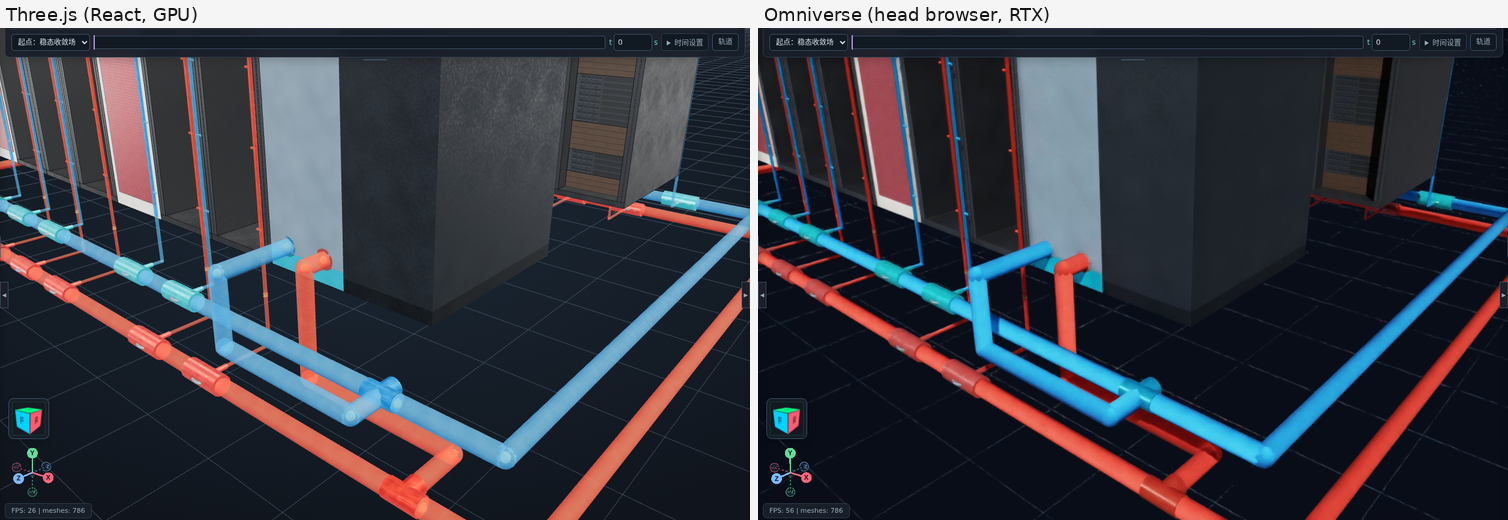 Three.js (React, GPU)
Omniverse (head browser, RTX)
起点: 稳态收敛场 t 0 s ▶ 时间设置 轨道
起点: 稳态收敛场 t 0 s ▶ 时间设置 轨道
F R
F R
Y
X
Z
Y
X
Z
FPS: 26 | meshes: 786
FPS: 56 | meshes: 786